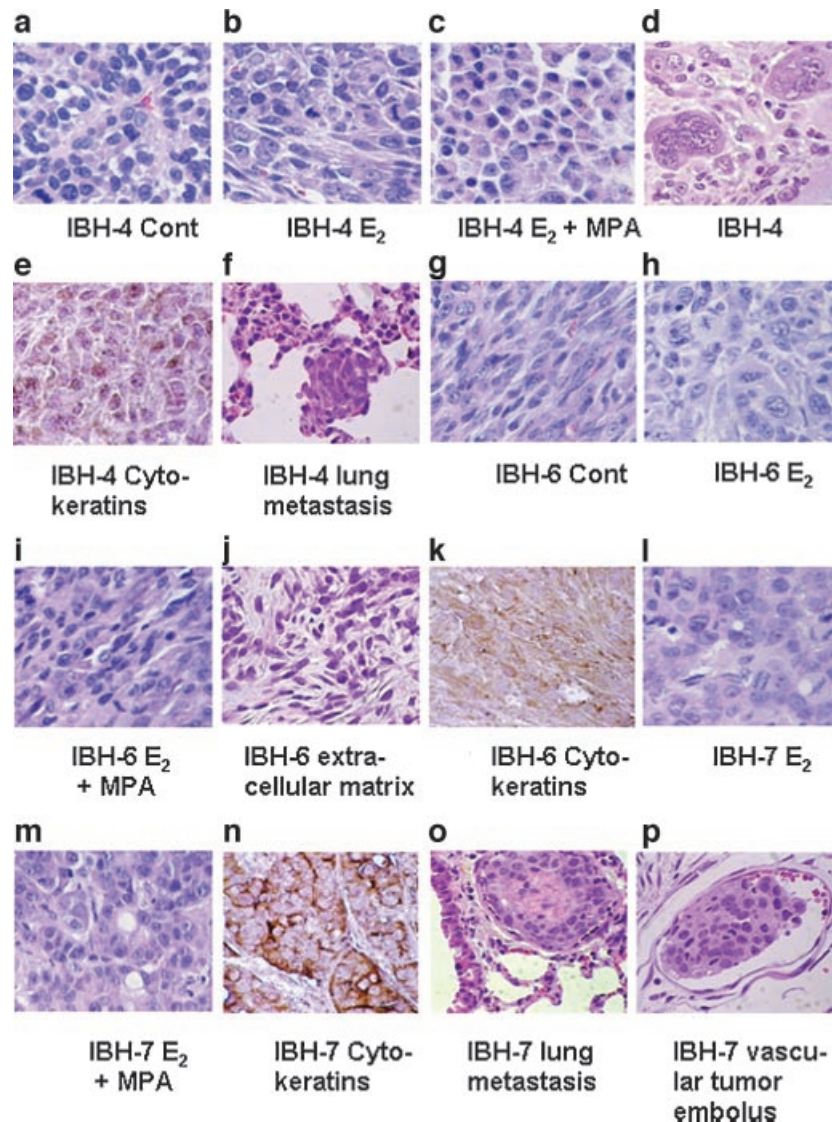 a b c d
IBH-4 Cont IBH-4 E₂ IBH-4 E₂ + MPA IBH-4
e f g h
IBH-4 Cyto- IBH-4 lung IBH-6 Cont IBH-6 E₂
keratins metastasis
i j k l
IBH-6 E₂ IBH-6 extra- IBH-6 Cyto- IBH-7 E₂
+ MPA cellular matrix keratins
m n o p
IBH-7 E₂ IBH-7 Cyto- IBH-7 lung IBH-7 vascu-
+ MPA keratins metastasis lar tumor
embolus